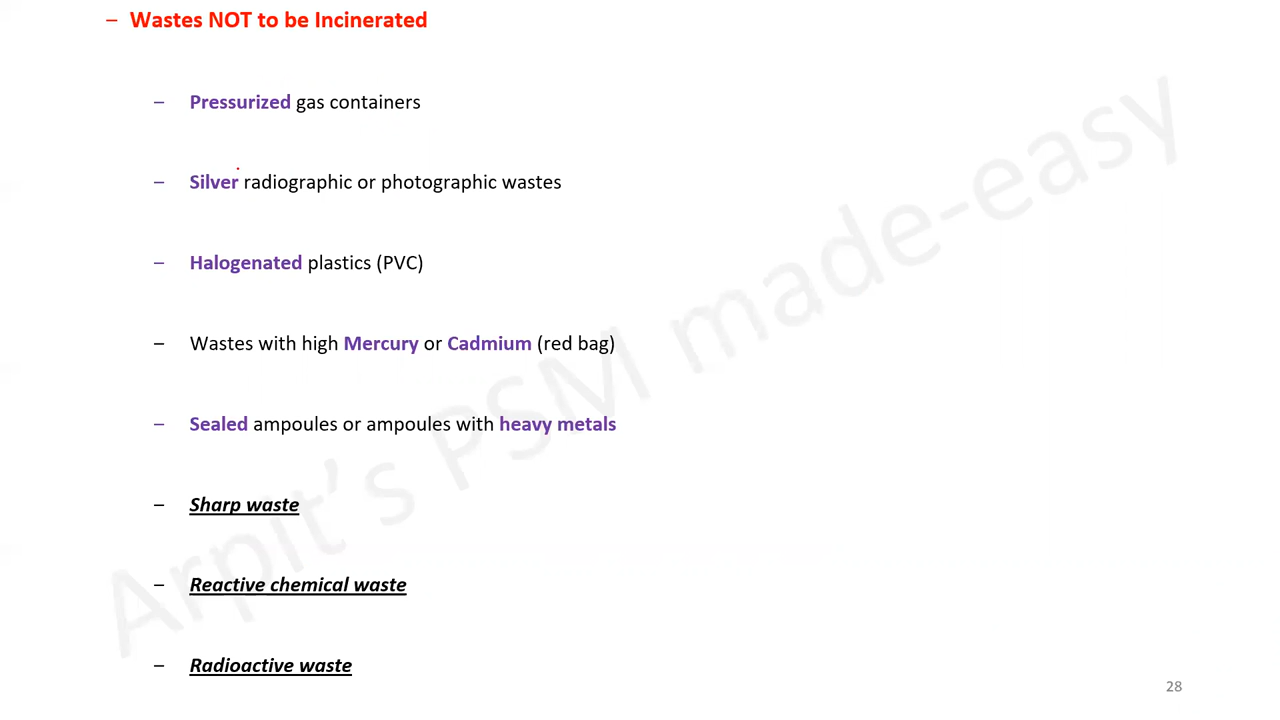 – Wastes NOT to be Incinerated
– Pressurized gas containers
– Silver radiographic or photographic wastes
– Halogenated plastics (PVC)
– Wastes with high Mercury or Cadmium (red bag)
– Sealed ampoules or ampoules with heavy metals
– Sharp waste
– Reactive chemical waste
– Radioactive waste
Arpit's PSM made-easy
28